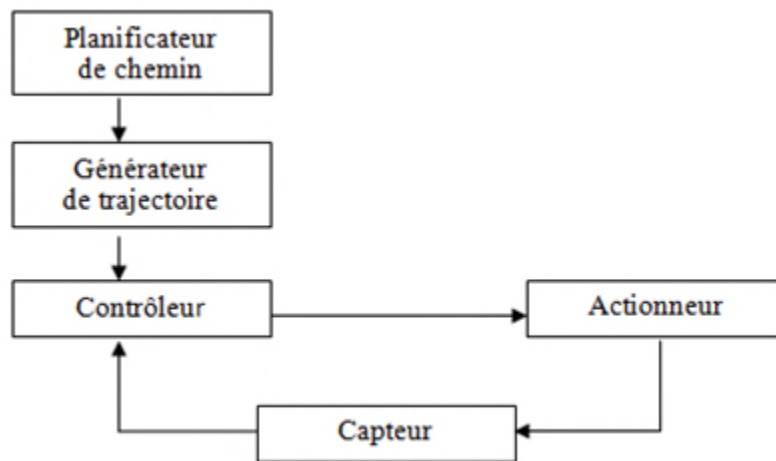 Planificateur
de chemin
Générateur
de trajectoire
Contrôleur
Actionneur
Capteur